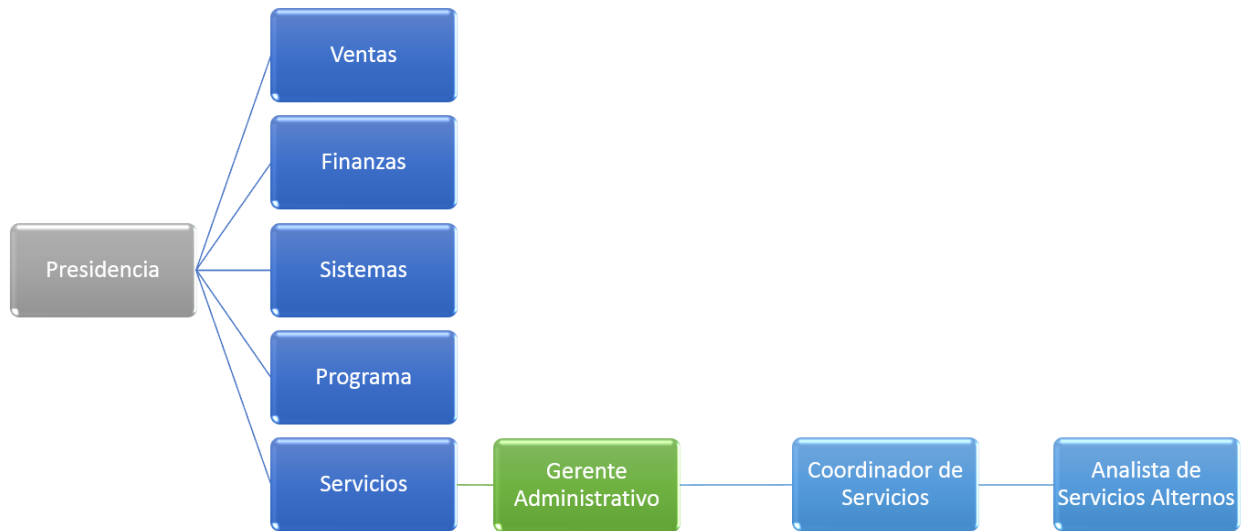 Ventas
Finanzas
Presidencia
Sistemas
Programa
Servicios
Gerente
Administrativo
Coordinador de
Servicios
Analista de
Servicios Alternos